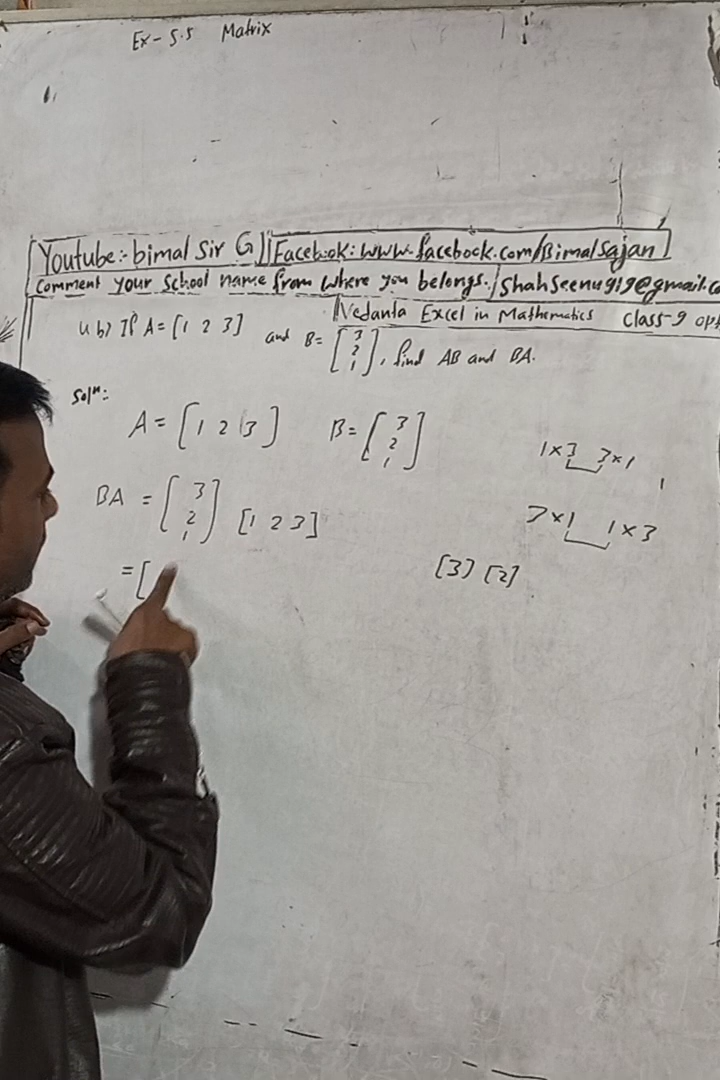 Ex-5.5 Matrix
Youtube:- bimal Sir G Facebook: www.facebook.com/Bimalsajan
Comment your School name from where you belongs. / Shahseenu919@gmail.c
Vedanta Excel in Mathematics Class-9 opt
4. b) If A = [1 2 3] and B = [3 2 1], find AB and BA.
Solⁿ:
A = [1 2 3] B = [3 2 1]
1×3 3×1
BA = [3 2 1] [1 2 3]
3×1 1×3
= [
[3] [2]